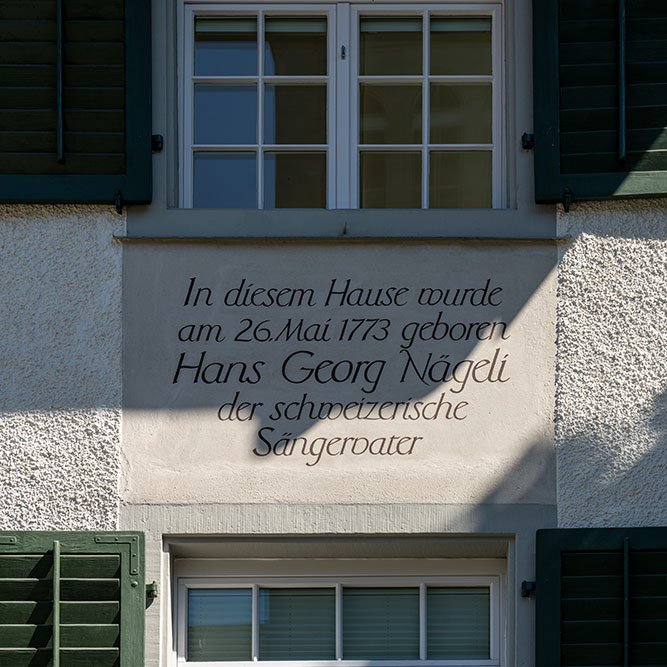 In diesem Hause wurde
am 26.Mai 1773 geboren
Hans Georg Nägeli
der schweizerische
Sängervater